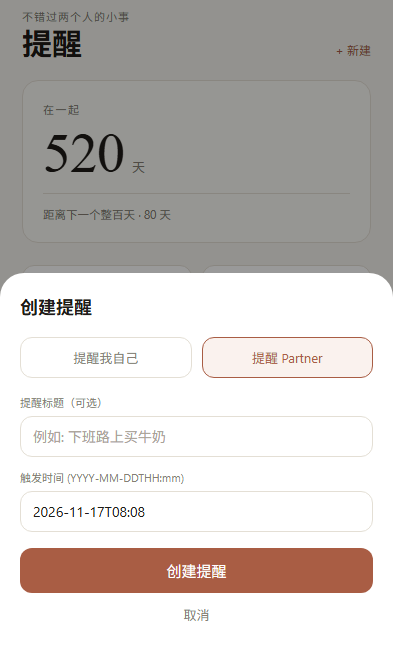 不错过两个人的小事
提醒
+ 新建
在一起
520 天
距离下一个整百天 · 80 天
创建提醒
提醒我自己
提醒 Partner
提醒标题（可选）
例如: 下班路上买牛奶
触发时间 (YYYY-MM-DDTHH:mm)
2026-11-17T08:08
创建提醒
取消